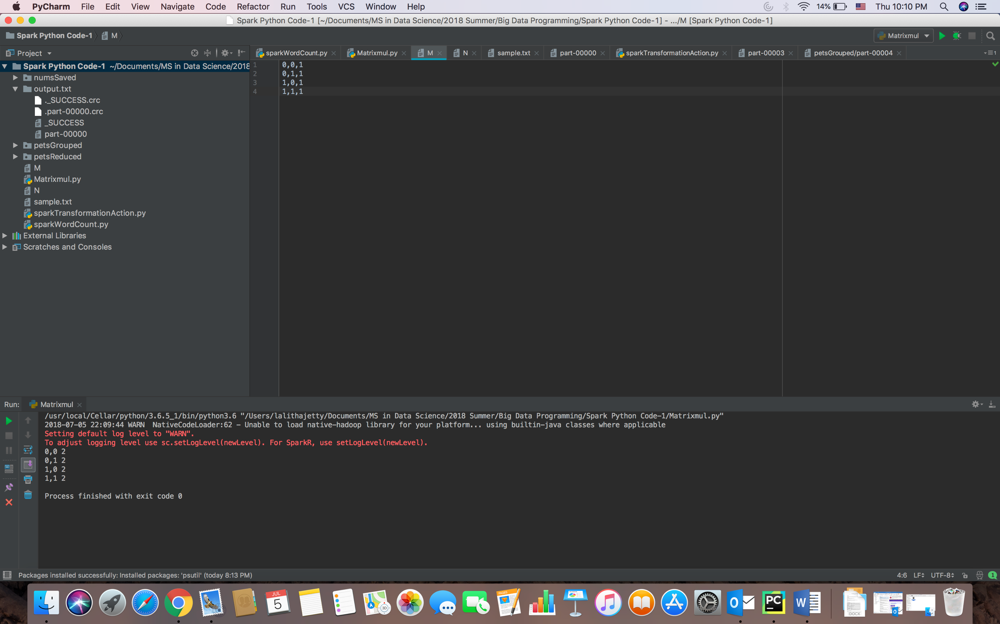 PyCharm File Edit View Navigate Code Refactor Run Tools VCS Window Help 14% Thu 10:10 PM
Spark Python Code-1 [~/Documents/MS in Data Science/2018 Summer/Big Data Programming/Spark Python Code-1] - .../M [Spark Python Code-1]
Spark Python Code-1 M Matrixmul
Project sparkWordCount.py Matrixmul.py M N sample.txt part-00000 sparkTransformationAction.py part-00003 petsGrouped/part-00004 1
Spark Python Code-1 ~/Documents/MS in Data Science/2018
numsSaved
output.txt
._SUCCESS.crc
.part-00000.crc
_SUCCESS
part-00000
petsGrouped
petsReduced
M
Matrixmul.py
N
sample.txt
sparkTransformationAction.py
sparkWordCount.py
External Libraries
Scratches and Consoles
1 0,0,1
2 0,1,1
3 1,0,1
4 1,1,1
Run: Matrixmul
/usr/local/Cellar/python/3.6.5_1/bin/python3.6 "/Users/lalithajetty/Documents/MS in Data Science/2018 Summer/Big Data Programming/Spark Python Code-1/Matrixmul.py"
2018-07-05 22:09:44 WARN  NativeCodeLoader:62 - Unable to load native-hadoop library for your platform... using builtin-java classes where applicable
Setting default log level to "WARN".
To adjust logging level use sc.setLogLevel(newLevel). For SparkR, use setLogLevel(newLevel).
0,0 2
0,1 2
1,0 2
1,1 2
Process finished with exit code 0
Packages installed successfully: Installed packages: 'psutil' (today 8:13 PM) 4:6 LF UTF-8 1
JUL
5
3D
PAGES
O
PC
W
DOCX